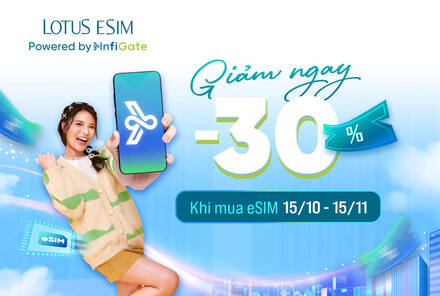 LOTUS ESIM
Powered by InfiGate
Giảm ngay
-30%
Khi mua eSIM 15/10 - 15/11
eSIM